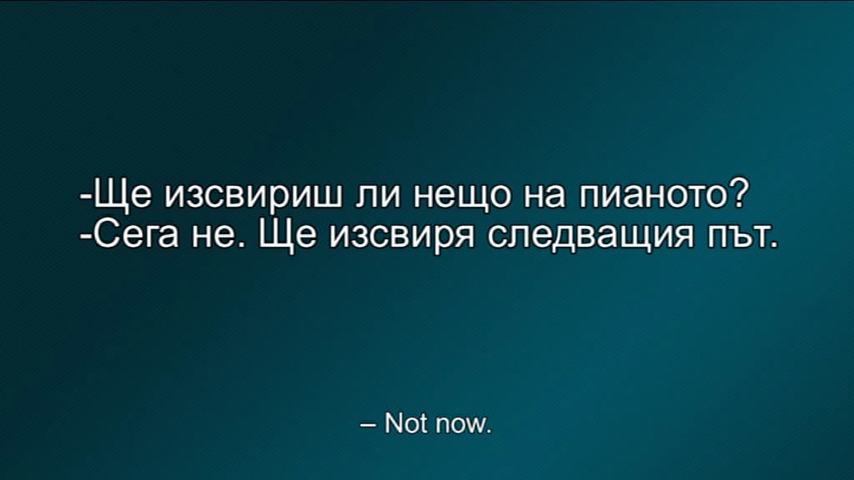 -Ще изсвириш ли нещо на пианото?
-Сега не. Ще изсвиря следващия път.
– Not now.